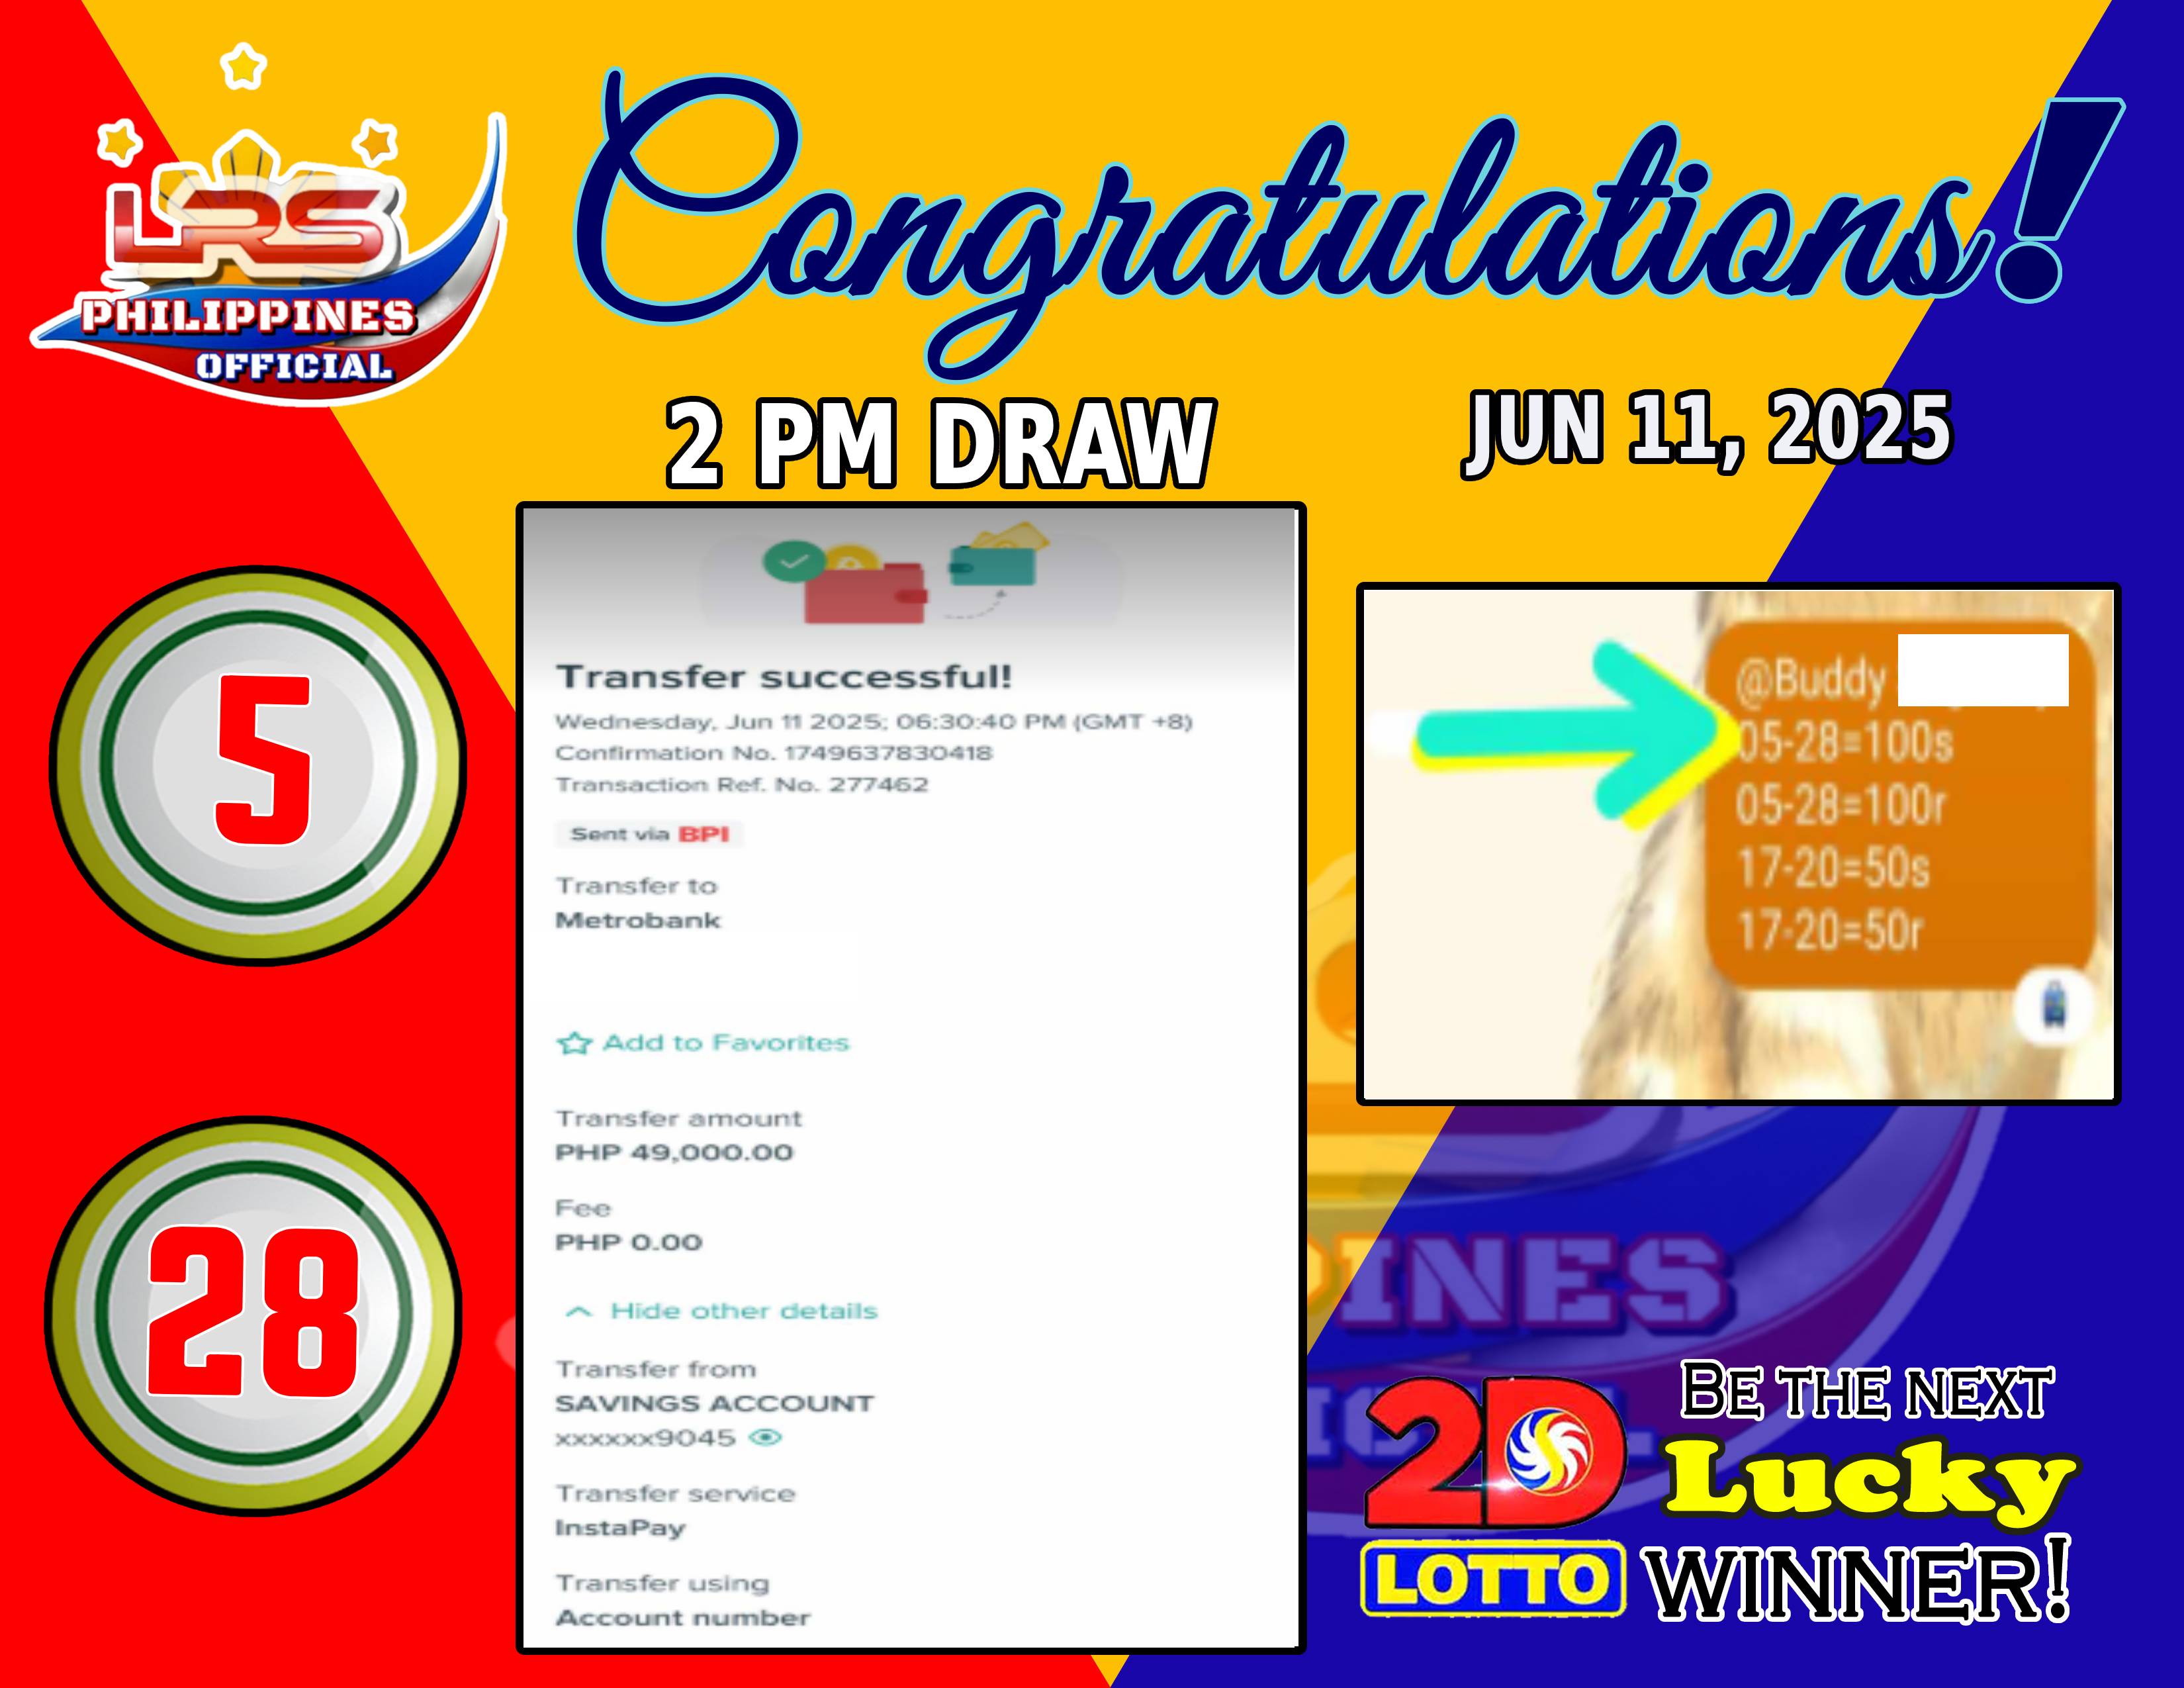 LRS
PHILIPPINES
OFFICIAL
Congratulations!
2 PM DRAW
JUN 11, 2025
5
28
Transfer successful!
Wednesday, Jun 11 2025; 06:30:40 PM (GMT +8)
Confirmation No. 1749637830418
Transaction Ref. No. 277462
Sent via BPI
Transfer to
Metrobank
Add to Favorites
Transfer amount
PHP 49,000.00
Fee
PHP 0.00
Hide other details
Transfer from
SAVINGS ACCOUNT
xxxxxx9045
Transfer service
InstaPay
Transfer using
Account number
@Buddy
05-28=100s
05-28=100r
17-20=50s
17-20=50r
PINES
2D
LOTTO
BE THE NEXT
Lucky
WINNER!